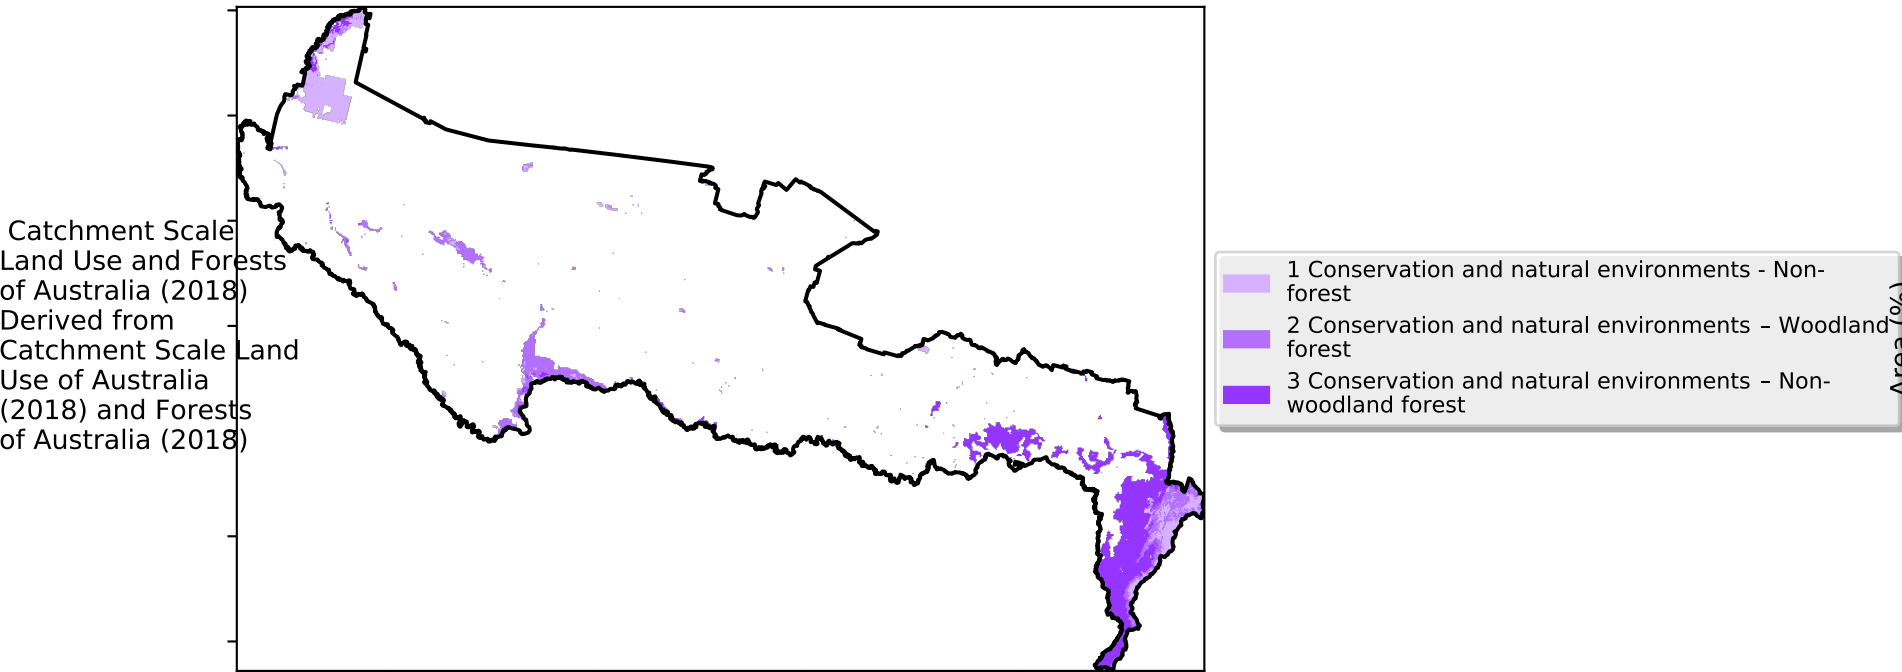 Catchment Scale
Land Use and Forests
of Australia (2018)
Derived from
Catchment Scale Land
Use of Australia
(2018) and Forests
of Australia (2018)
1 Conservation and natural environments - Non-
forest
2 Conservation and natural environments – Woodland
forest
3 Conservation and natural environments – Non-
woodland forest
Area (%)